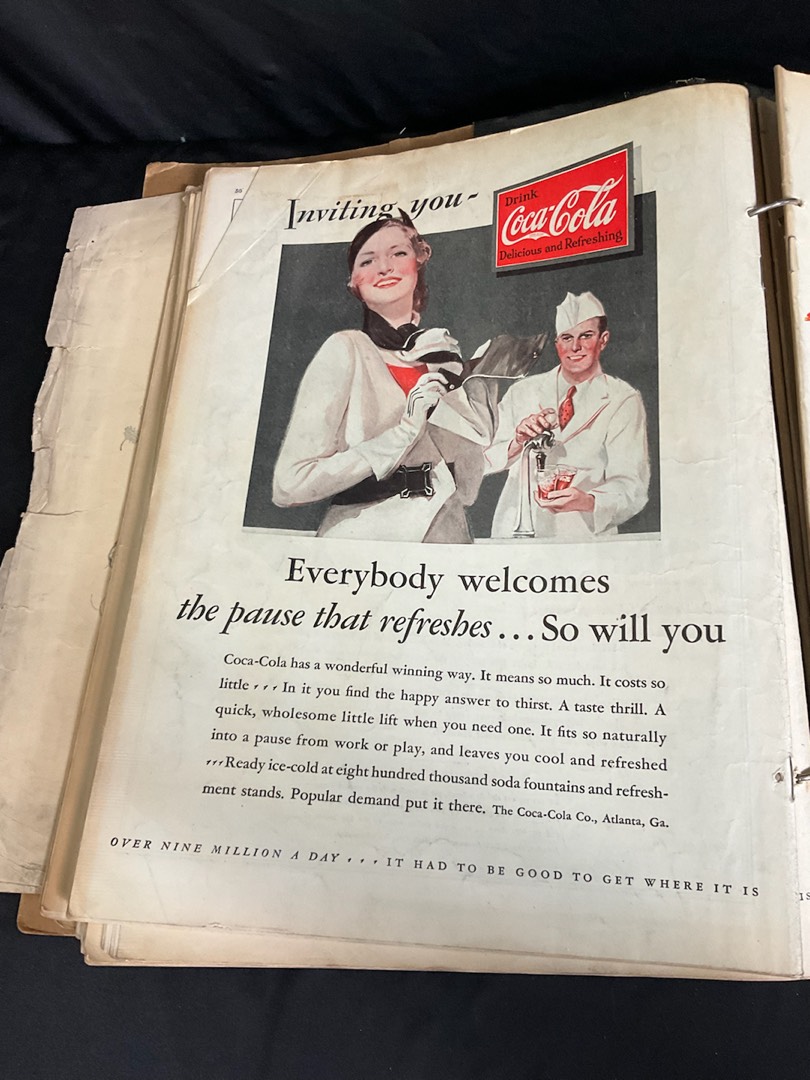 Inviting you-
Drink
Coca-Cola
Delicious and Refreshing
Everybody welcomes
the pause that refreshes... So will you
Coca-Cola has a wonderful winning way. It means so much. It costs so
little ,,, In it you find the happy answer to thirst. A taste thrill. A
quick, wholesome little lift when you need one. It fits so naturally
into a pause from work or play, and leaves you cool and refreshed
,,,Ready ice-cold at eight hundred thousand soda fountains and refresh-
ment stands. Popular demand put it there. The Coca-Cola Co., Atlanta, Ga.
OVER NINE MILLION A DAY ,,, IT HAD TO BE GOOD TO GET WHERE IT IS
IS